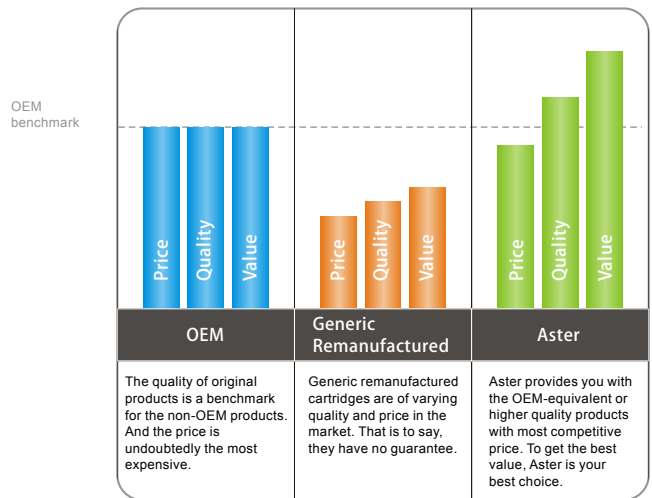 OEM
benchmark
Price
Quality
Value
Price
Quality
Value
Price
Quality
Value
OEM
Generic
Remanufactured
Aster
The quality of original
products is a benchmark
for the non-OEM products.
And the price is
undoubtedly the most
expensive.
Generic remanufactured
cartridges are of varying
quality and price in the
market. That is to say,
they have no guarantee.
Aster provides you with
the OEM-equivalent or
higher quality products
with most competitive
price. To get the best
value, Aster is your
best choice.